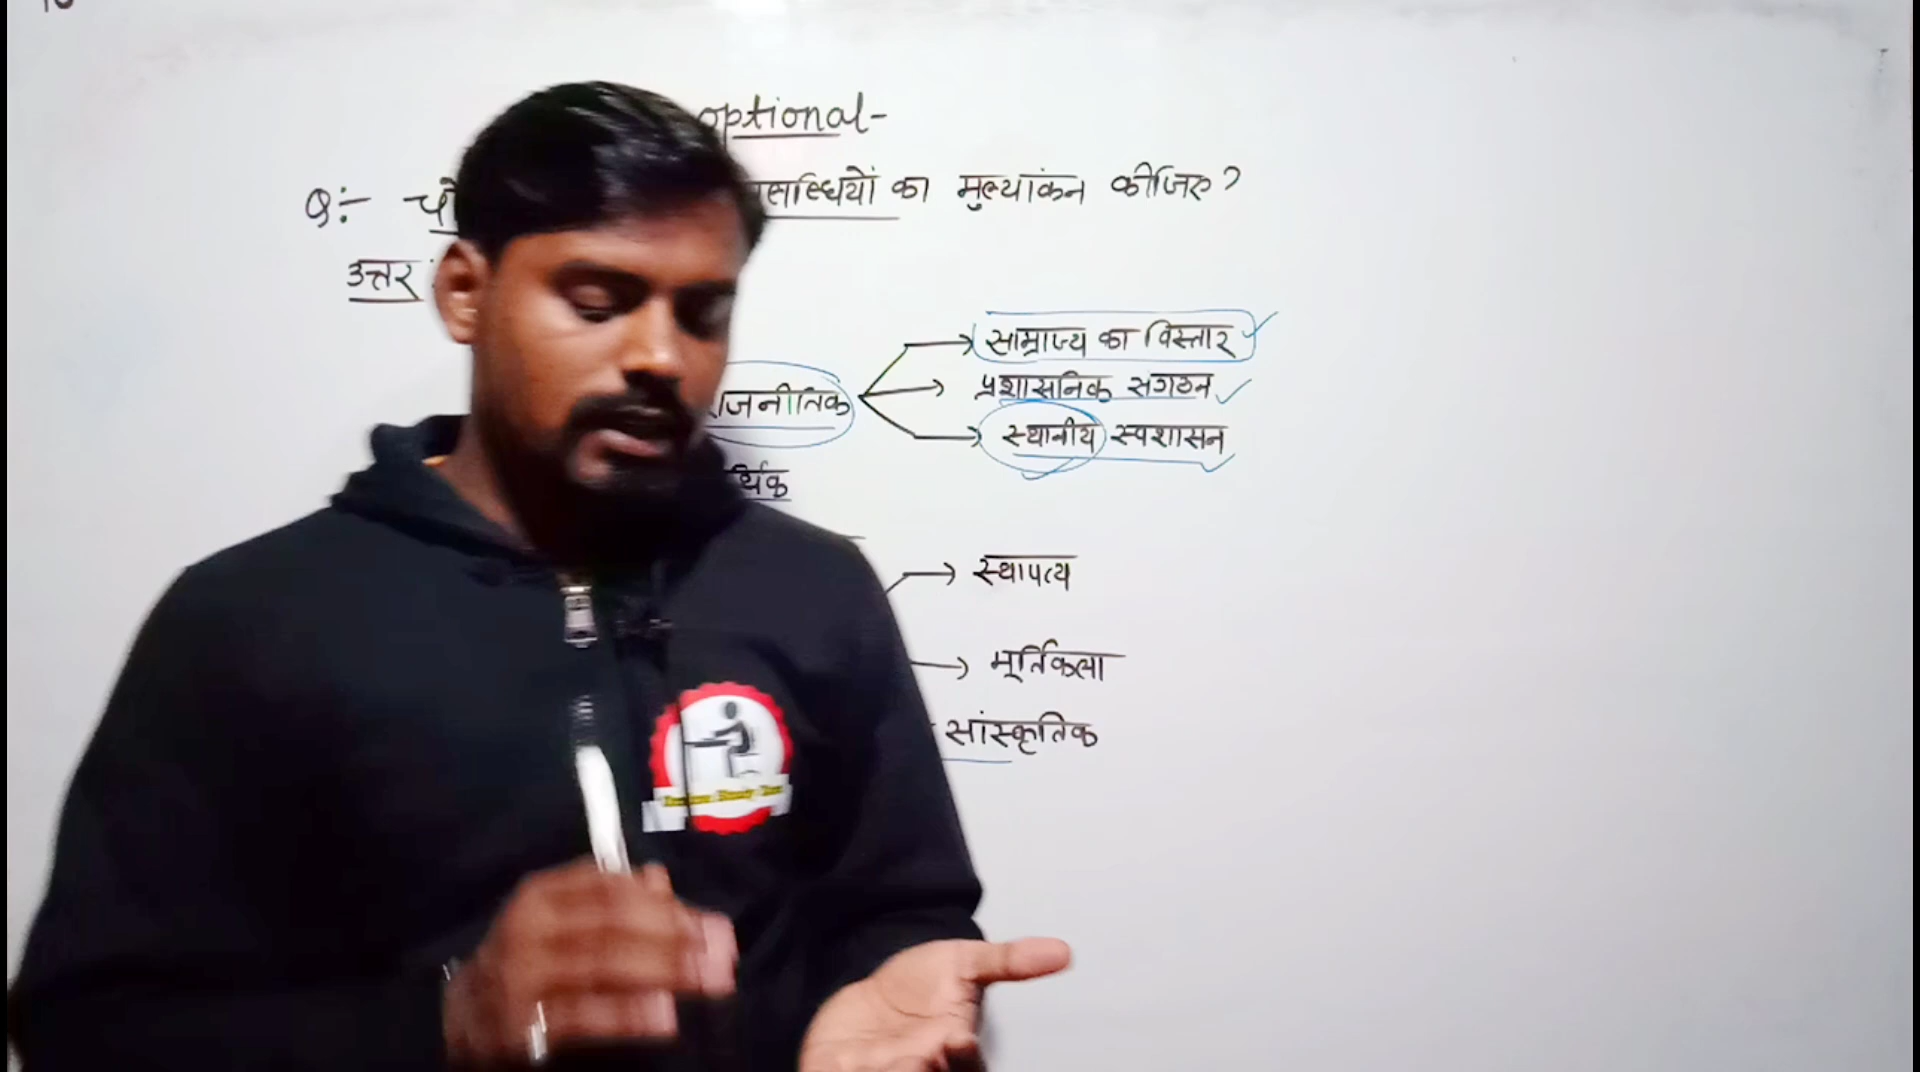 optional-
Q:- का मुल्यांकन कीजिए?
उत्तर
साम्राज्य का विस्तार
प्रशासनिक संगठन
राजनीतिक
स्थानीय स्वशासन
स्थापत्य
मूर्तिकला
सांस्कृतिक